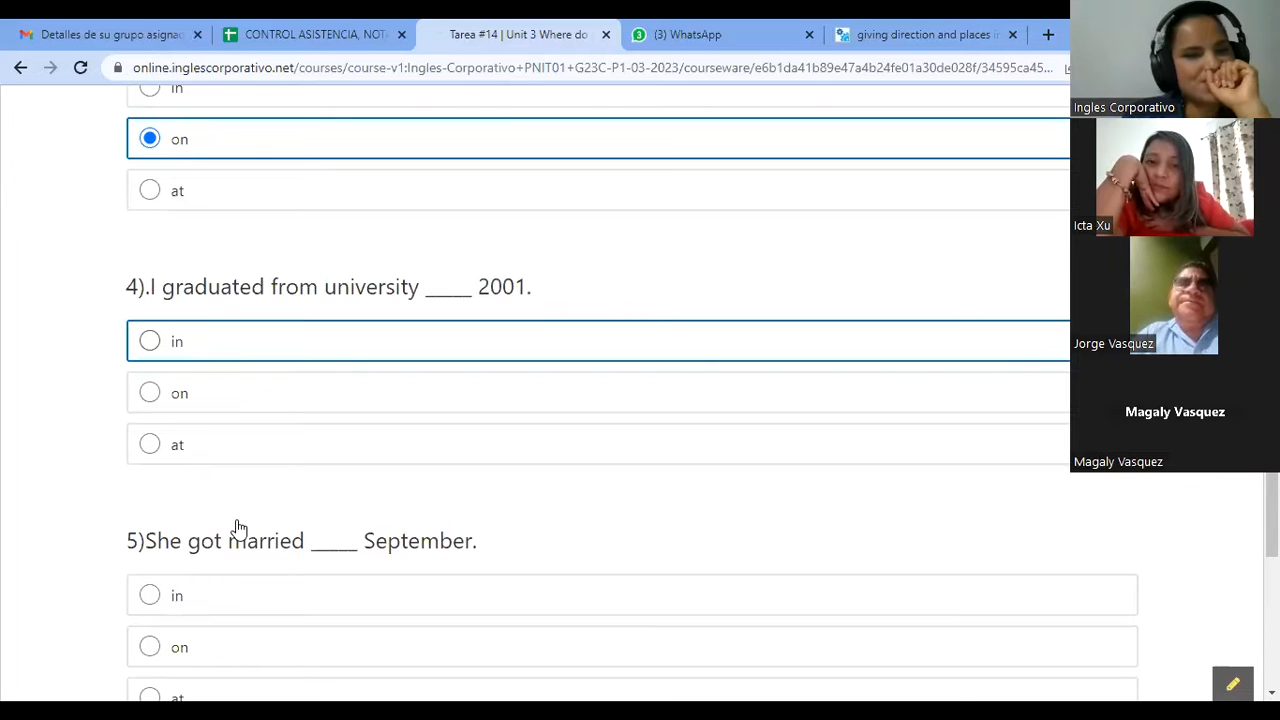 Detalles de su grupo asigna
CONTROL ASISTENCIA, NOT
Tarea #14 | Unit 3 Where do
(3) WhatsApp
giving direction and places i
online.inglescorporativo.net/courses/course-v1:Ingles-Corporativo+PNIT01+G23C-P1-03-2023/courseware/e6b1da41b89e47a4b24fe01a30de028f/34595ca45...
in
on
at
4).I graduated from university _____ 2001.
in
on
at
5)She got married _____ September.
in
on
at
Ingles Corporativo
Icta Xu
Jorge Vasquez
Magaly Vasquez
Magaly Vasquez